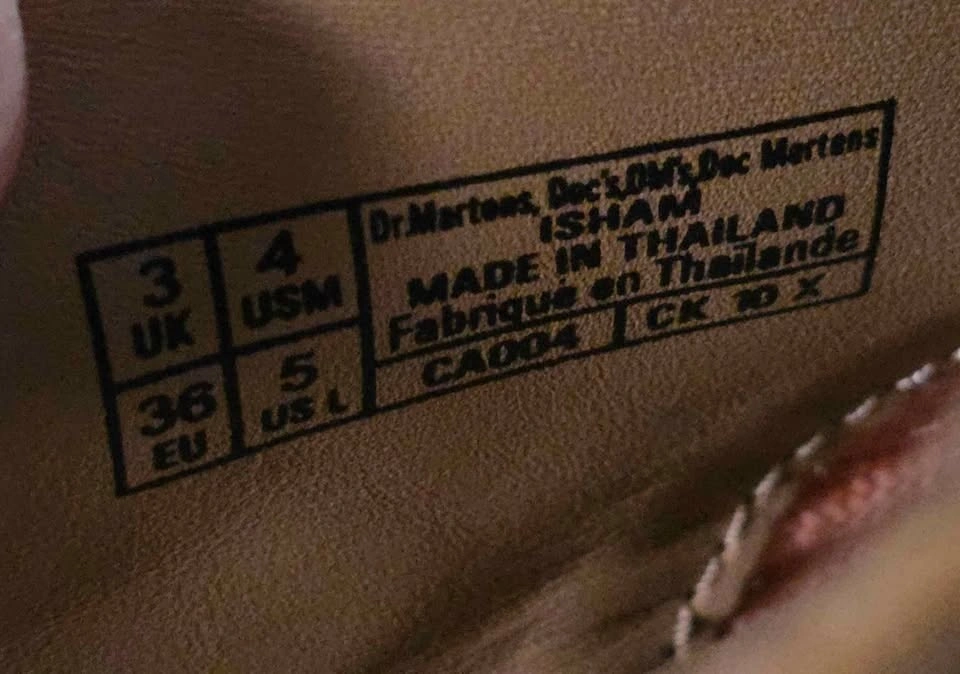 3 UK
4 USM
36 EU
5 US L
Dr.Martens, Doc's,DM's,Doc Martens
ISHAM
MADE IN THAILAND
Fabrique en Thaïlande
CA004
CK 10 X